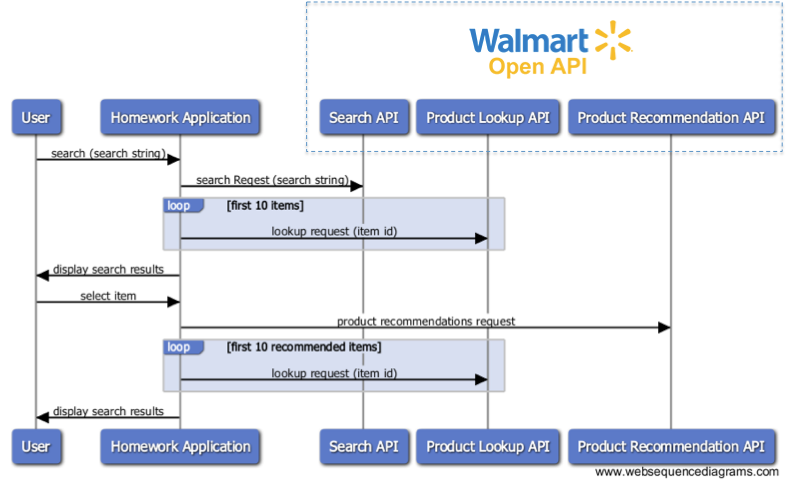 Walmart
Open API
User
Homework Application
Search API
Product Lookup API
Product Recommendation API
search (search string)
search Reqest (search string)
loop [first 10 items]
lookup request (item id)
display search results
select item
product recommendations request
loop [first 10 recommended items]
lookup request (item id)
display search results
User
Homework Application
Search API
Product Lookup API
Product Recommendation API
www.websequencediagrams.com